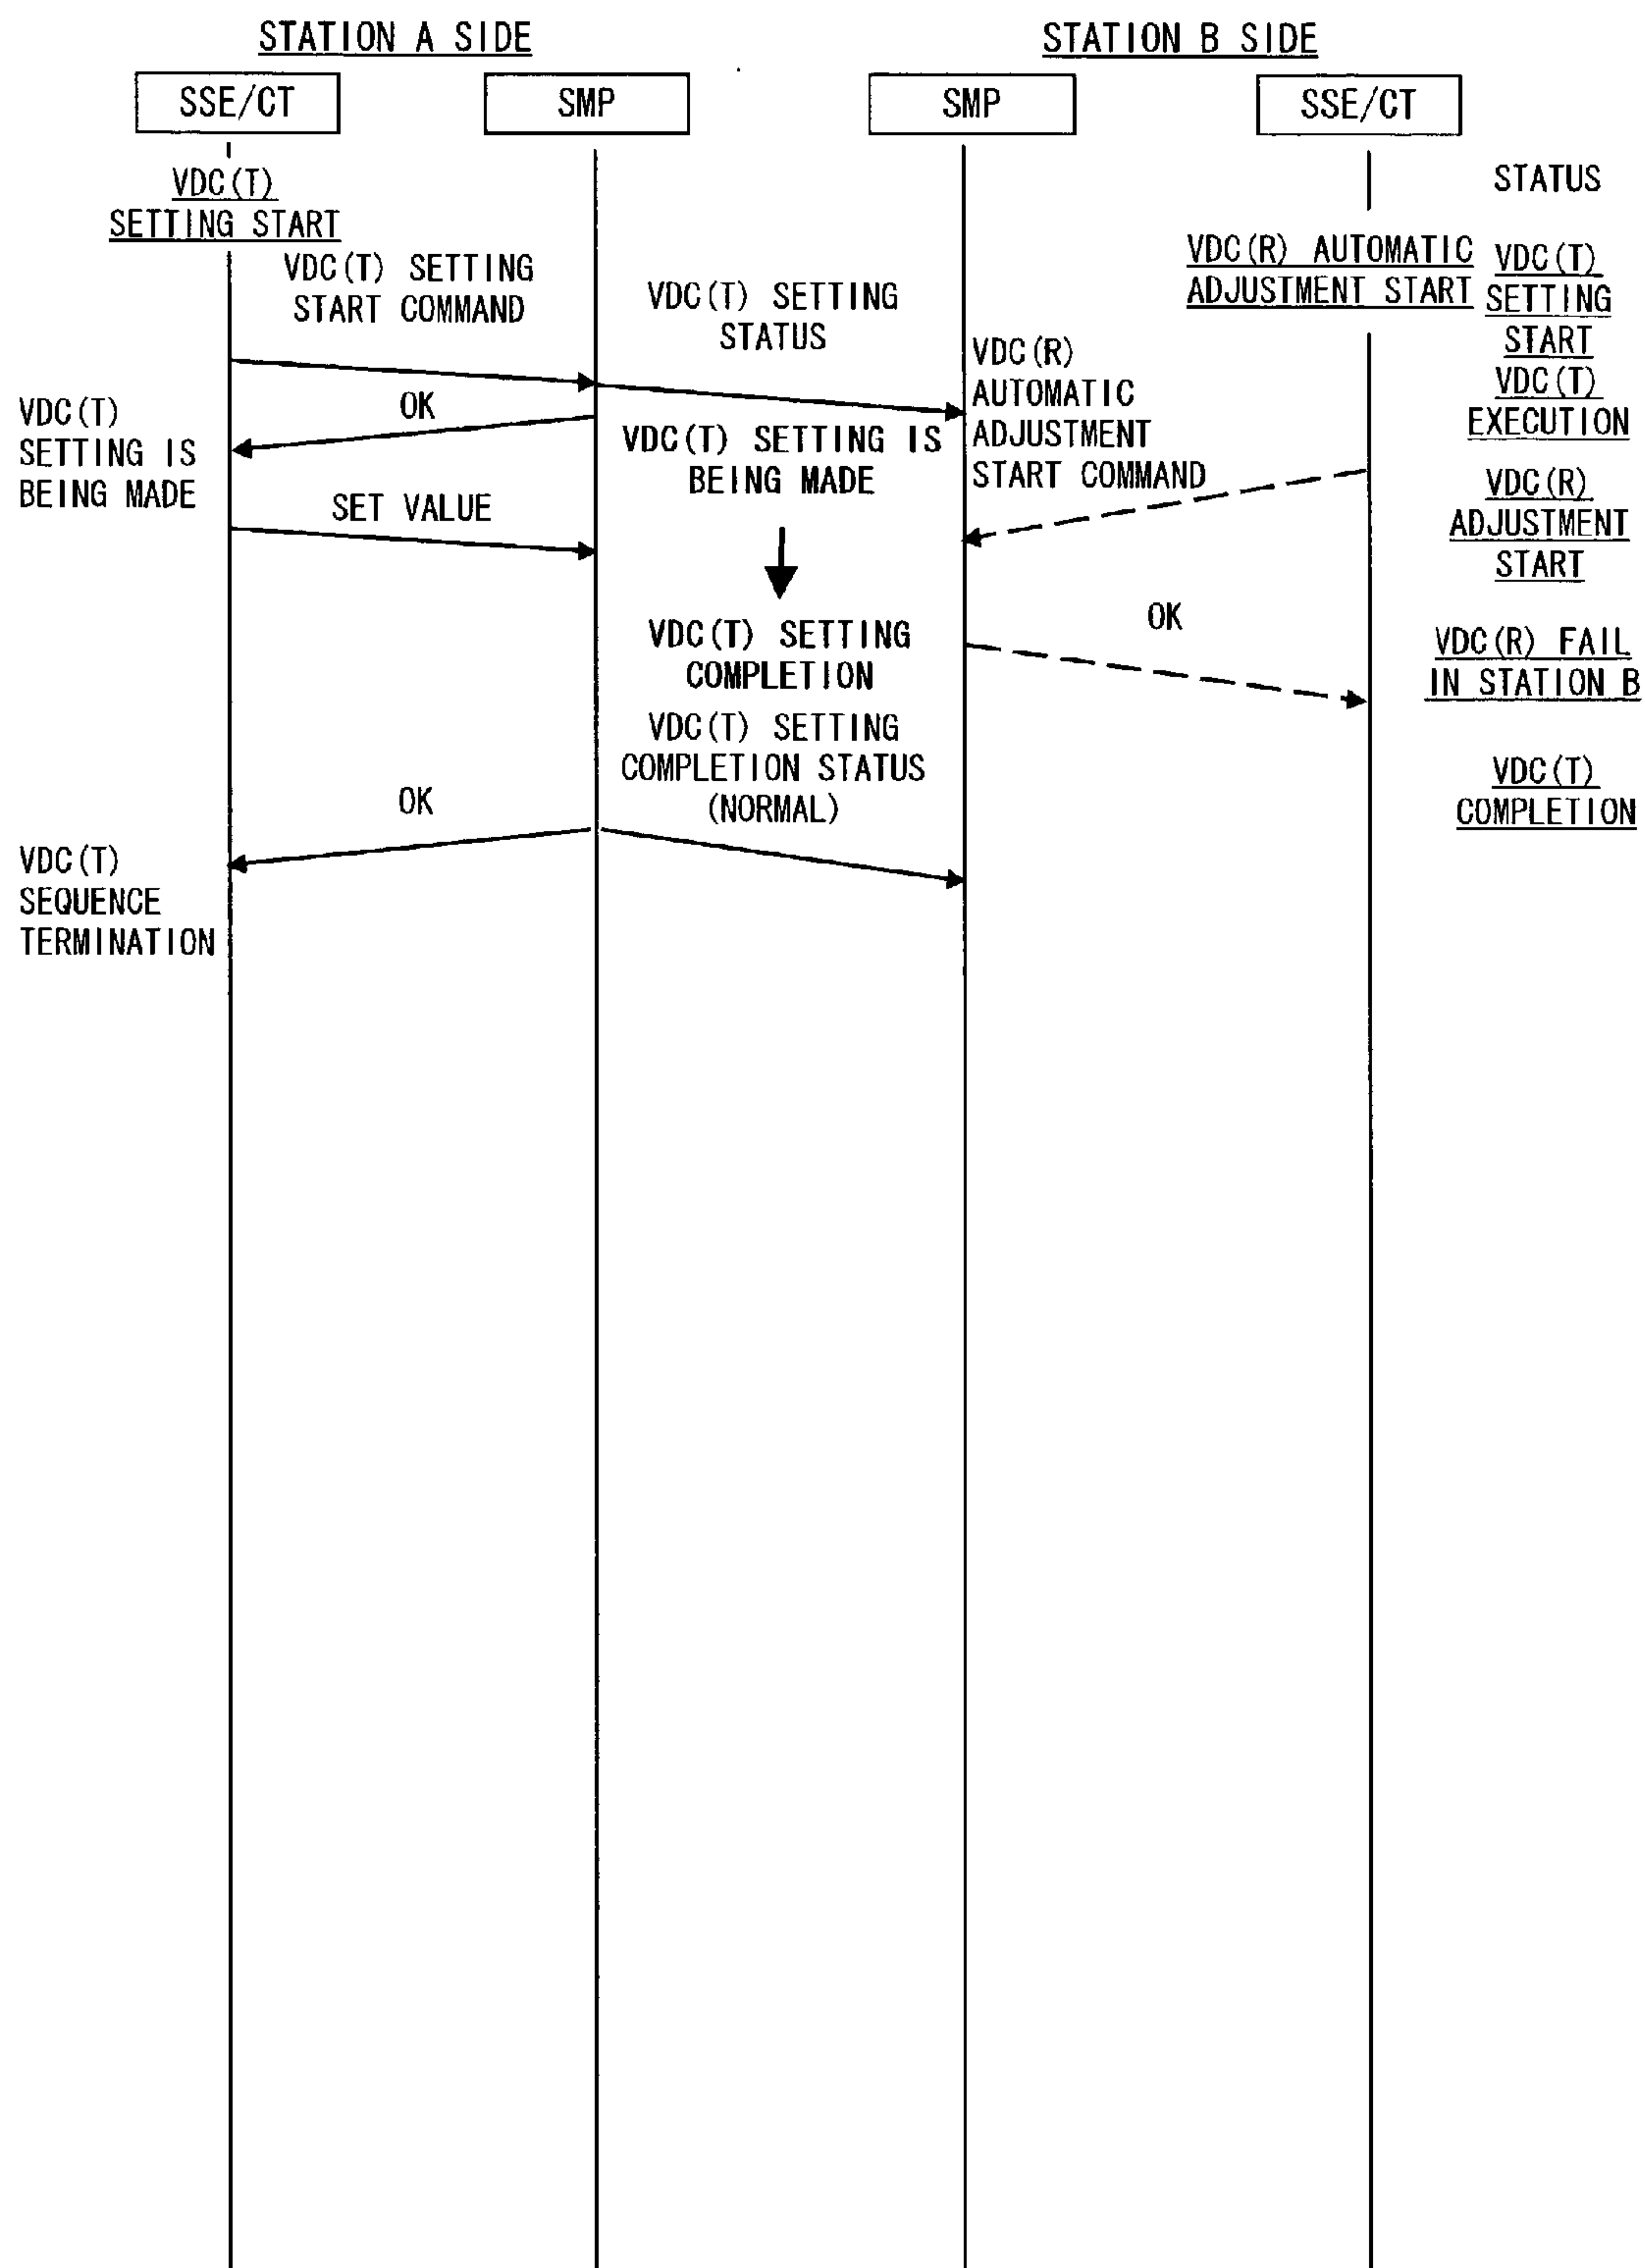 STATION A SIDE
STATION B SIDE
SSE/CT
SMP
SMP
SSE/CT
STATUS
VDC(T)
SETTING START
VDC(T) SETTING
START COMMAND
VDC(T) SETTING
STATUS
VDC(R) AUTOMATIC
ADJUSTMENT START
VDC(T)
SETTING
START
VDC(T)
EXECUTION
VDC(R)
AUTOMATIC
ADJUSTMENT
START COMMAND
OK
VDC(T)
SETTING IS
BEING MADE
VDC(T) SETTING IS
BEING MADE
SET VALUE
VDC(R)
ADJUSTMENT
START
OK
VDC(T) SETTING
COMPLETION
VDC(R) FAIL
IN STATION B
VDC(T) SETTING
COMPLETION STATUS
(NORMAL)
VDC(T)
COMPLETION
OK
VDC(T)
SEQUENCE
TERMINATION